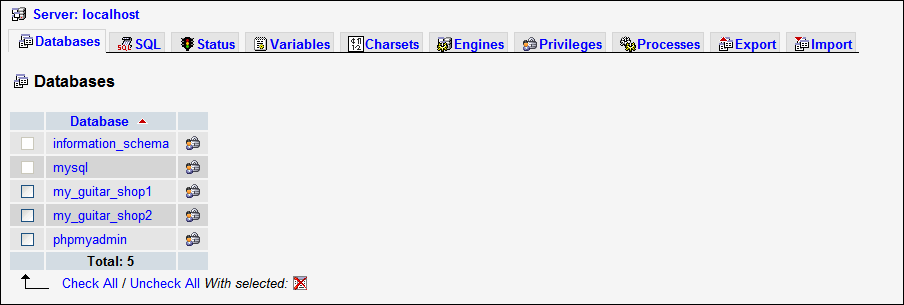 Server: localhost
Databases SQL Status Variables Charsets Engines Privileges Processes Export Import
Databases
Database
information_schema
mysql
my_guitar_shop1
my_guitar_shop2
phpmyadmin
Total: 5
Check All / Uncheck All With selected: